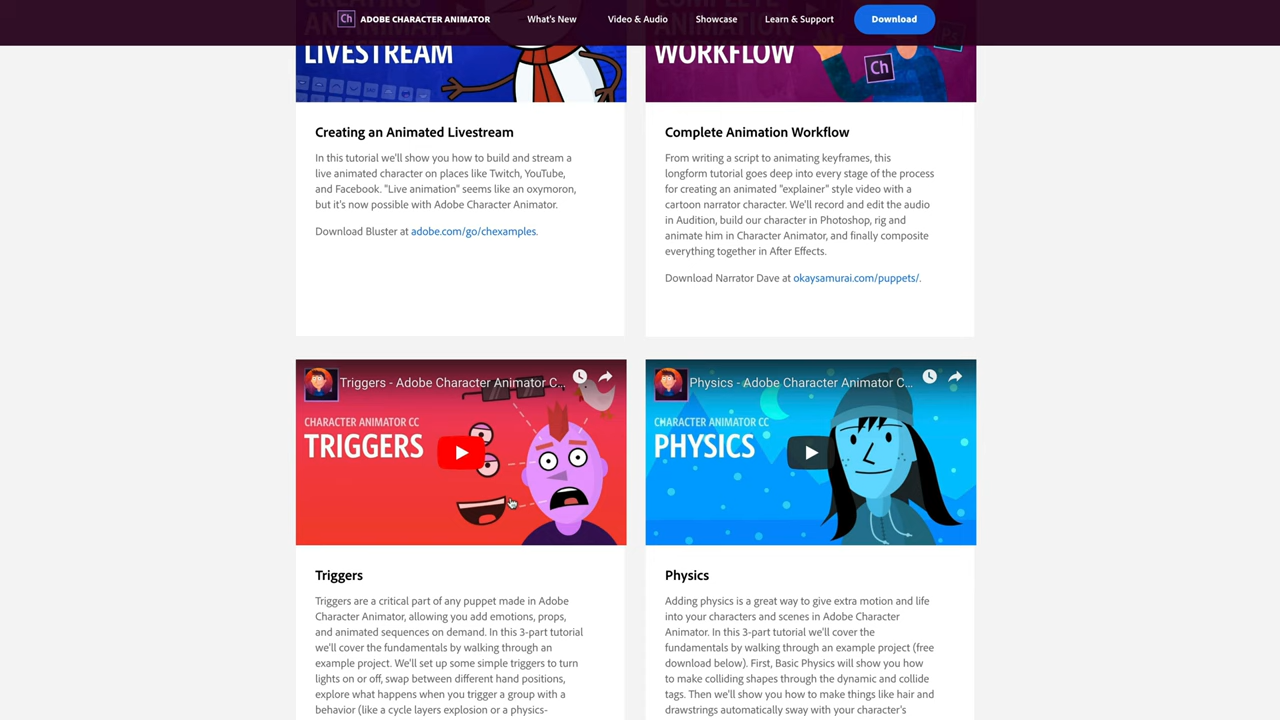 Ch ADOBE CHARACTER ANIMATOR What's New Video & Audio Showcase Learn & Support Download
LIVESTREAM
WORKFLOW
Ch
Ps
Creating an Animated Livestream
In this tutorial we'll show you how to build and stream a
live animated character on places like Twitch, YouTube,
and Facebook. "Live animation" seems like an oxymoron,
but it's now possible with Adobe Character Animator.
Download Bluster at adobe.com/go/chexamples.
Complete Animation Workflow
From writing a script to animating keyframes, this
longform tutorial goes deep into every stage of the process
for creating an animated "explainer" style video with a
cartoon narrator character. We'll record and edit the audio
in Audition, build our character in Photoshop, rig and
animate him in Character Animator, and finally composite
everything together in After Effects.
Download Narrator Dave at okaysamurai.com/puppets/.
Triggers - Adobe Character Animator C...
CHARACTER ANIMATOR CC
TRIGGERS
Physics - Adobe Character Animator C...
CHARACTER ANIMATOR CC
PHYSICS
Triggers
Triggers are a critical part of any puppet made in Adobe
Character Animator, allowing you add emotions, props,
and animated sequences on demand. In this 3-part tutorial
we'll cover the fundamentals by walking through an
example project. We'll set up some simple triggers to turn
lights on or off, swap between different hand positions,
explore what happens when you trigger a group with a
behavior (like a cycle layers explosion or a physics-
Physics
Adding physics is a great way to give extra motion and life
into your characters and scenes in Adobe Character
Animator. In this 3-part tutorial we'll cover the
fundamentals by walking through an example project (free
download below). First, Basic Physics will show you how
to make colliding shapes through the dynamic and collide
tags. Then we'll show you how to make things like hair and
drawstrings automatically sway with your character's